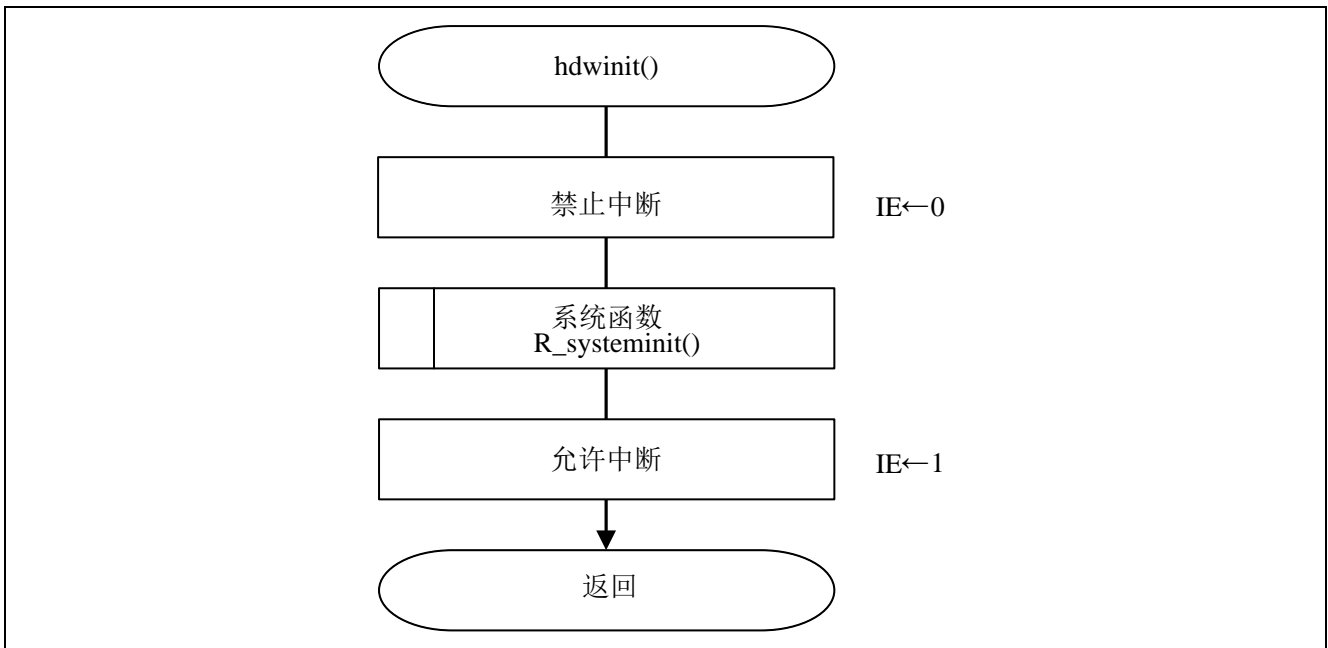 hdwinit()
禁止中断
IE←0
系统函数
R_systeminit()
允许中断
IE←1
返回